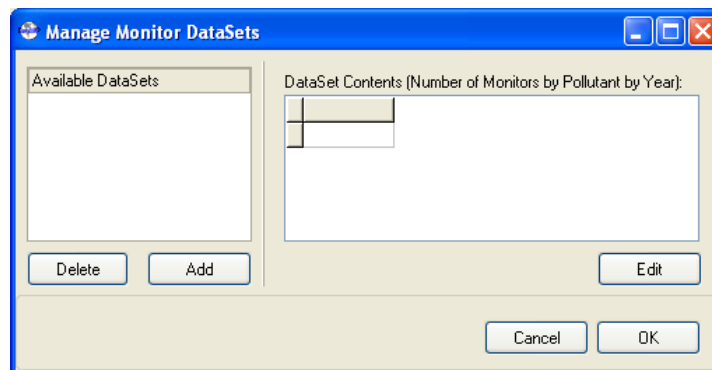 Manage Monitor DataSets
Available DataSets
DataSet Contents (Number of Monitors by Pollutant by Year):
Delete
Add
Edit
Cancel
OK